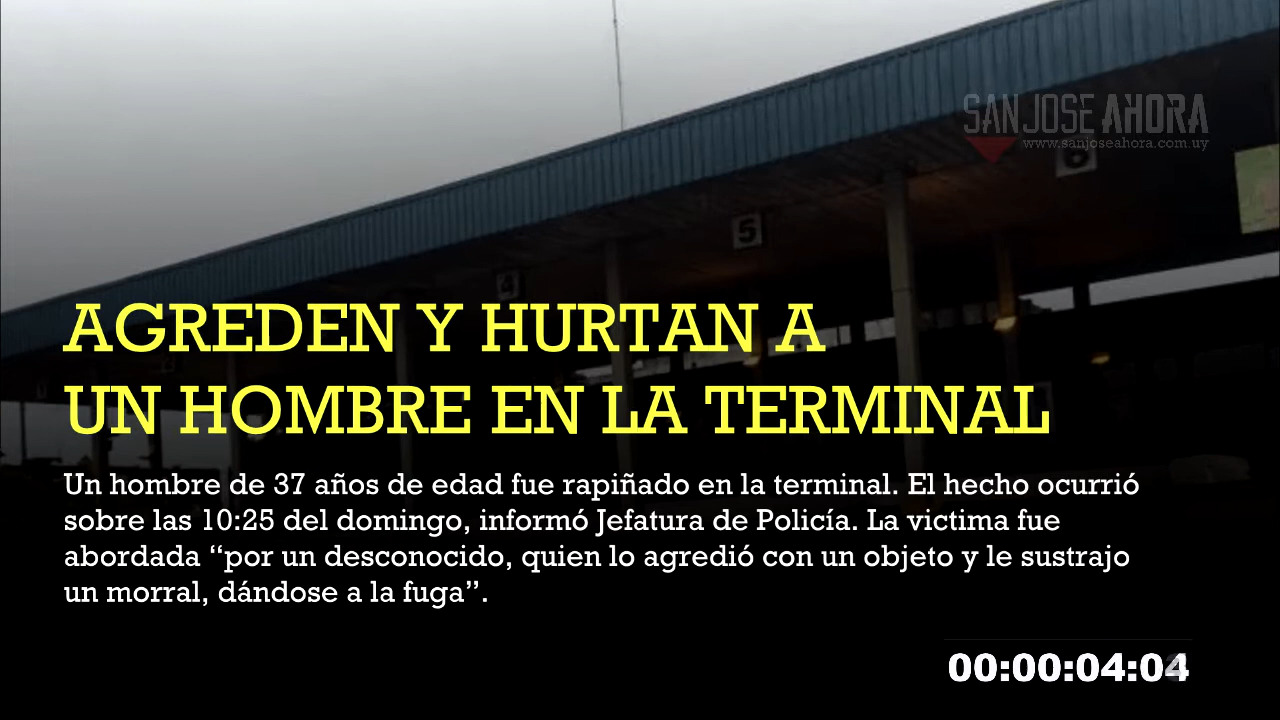 SAN JOSE AHORA
www.sanjoseahora.com.uy
6
5
4
AGREDEN Y HURTAN A
UN HOMBRE EN LA TERMINAL
Un hombre de 37 años de edad fue rapiñado en la terminal. El hecho ocurrió
sobre las 10:25 del domingo, informó Jefatura de Policía. La victima fue
abordada “por un desconocido, quien lo agredió con un objeto y le sustrajo
un morral, dándose a la fuga”.
00:00:04:04